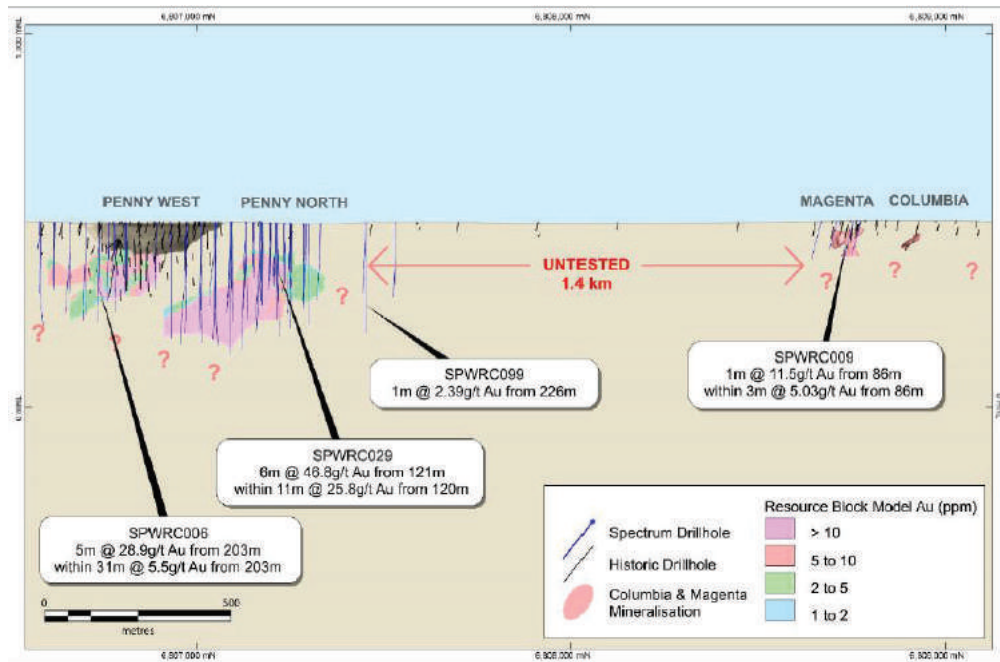 6,807,000 mN
6,808,000 mN
6,809,000 mN
PENNY WEST
PENNY NORTH
MAGENTA
COLUMBIA
UNTESTED
1.4 km
?
?
?
?
?
?
?
?
SPWRC009
1m @ 11.5g/t Au from 86m
within 3m @ 5.03g/t Au from 86m
SPWRC099
1m @ 2.39g/t Au from 226m
SPWRC029
6m @ 46.8g/t Au from 121m
within 11m @ 25.8g/t Au from 120m
SPWRC006
5m @ 28.9g/t Au from 203m
within 31m @ 5.5g/t Au from 203m
0
500
metres
Spectrum Drillhole
Historic Drillhole
Columbia & Magenta
Mineralisation
Resource Block Model Au (ppm)
> 10
5 to 10
2 to 5
1 to 2
6,807,000 mN
6,808,000 mN
6,809,000 mN